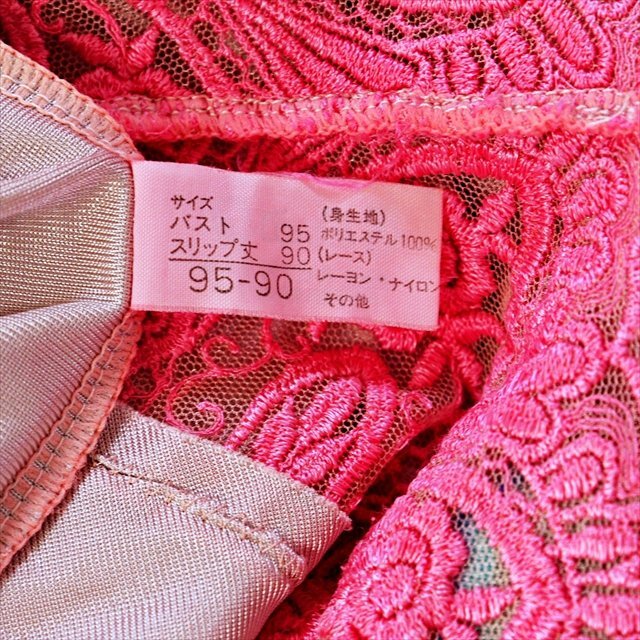 サイズ
バスト 95
スリップ丈 90
95-90
(身生地)
ポリエステル100%
(レース)
レーヨン・ナイロン
その他